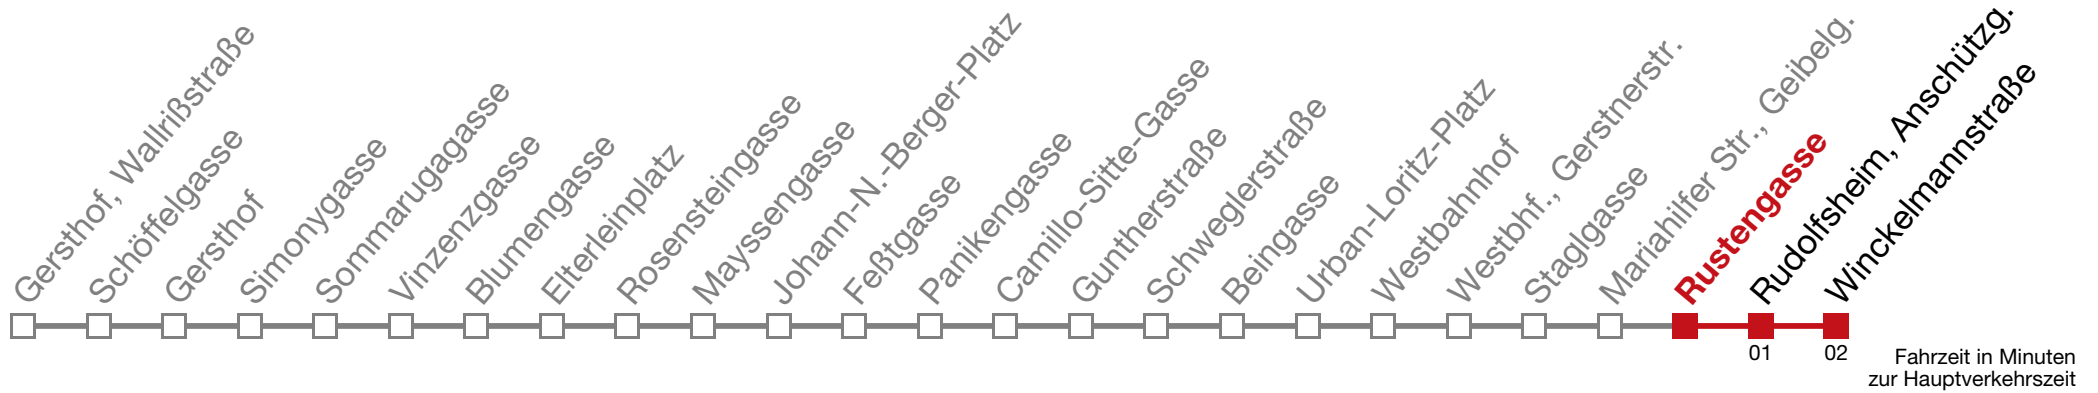 Gersthof, Wallrißstraße
Schöffelgasse
Gersthof
Simonygasse
Sommarugagasse
Vinzenzgasse
Blumengasse
Elterleinplatz
Rosensteingasse
Mayssengasse
Johann-N.-Berger-Platz
Feßtgasse
Panikengasse
Camillo-Sitte-Gasse
Guntherstraße
Schweglerstraße
Beingasse
Urban-Loritz-Platz
Westbahnhof
Westbhf., Gerstnerstr.
Staglgasse
Mariahilfer Str., Geibelg.
Rustengasse
Rudolfsheim, Anschützg.
Winckelmannstraße
01
02
Fahrzeit in Minuten
zur Hauptverkehrszeit